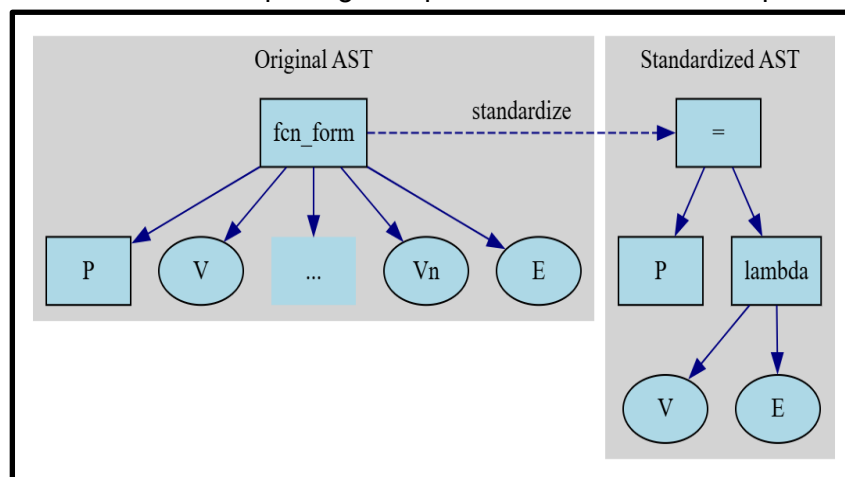 Original AST
Standardized AST
fcn_form
standardize
=
P
V
...
Vn
E
P
lambda
V
E